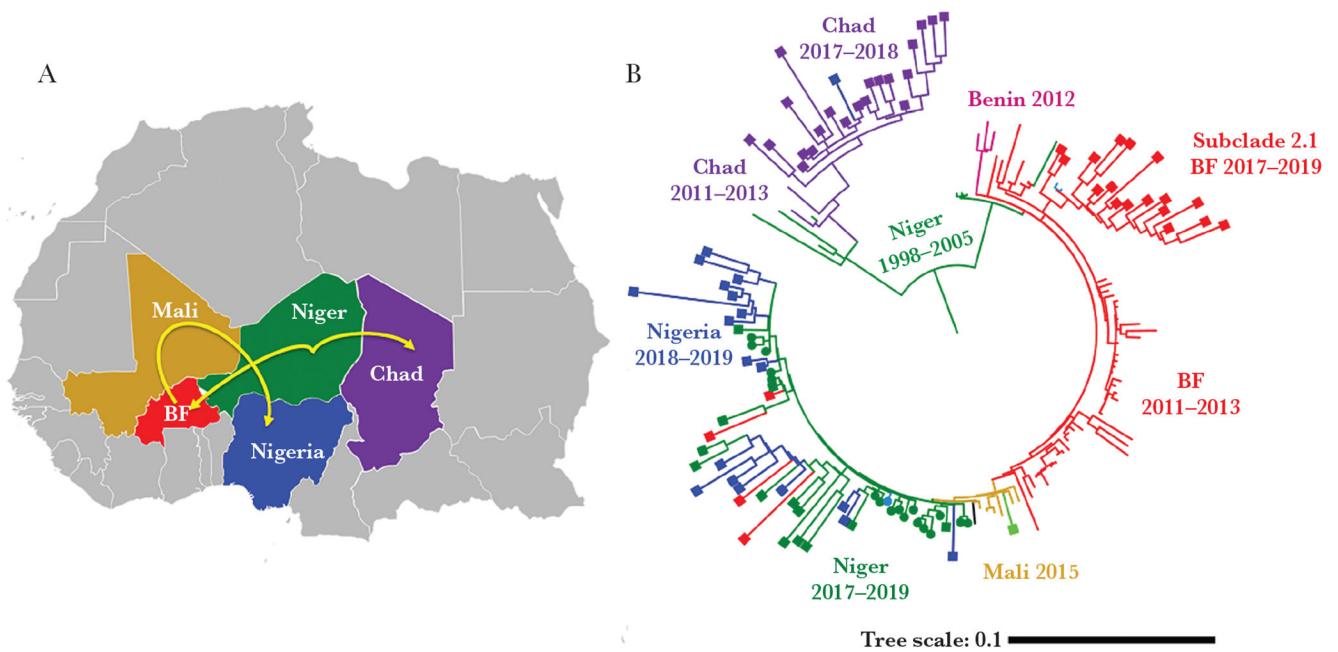 A
Mali
Niger
Chad
BF
Nigeria
B
Chad
2017–2018
Benin 2012
Subclade 2.1
BF 2017–2019
Chad
2011–2013
Niger
1998–2005
Nigeria
2018–2019
BF
2011–2013
Niger
2017–2019
Mali 2015
Tree scale: 0.1